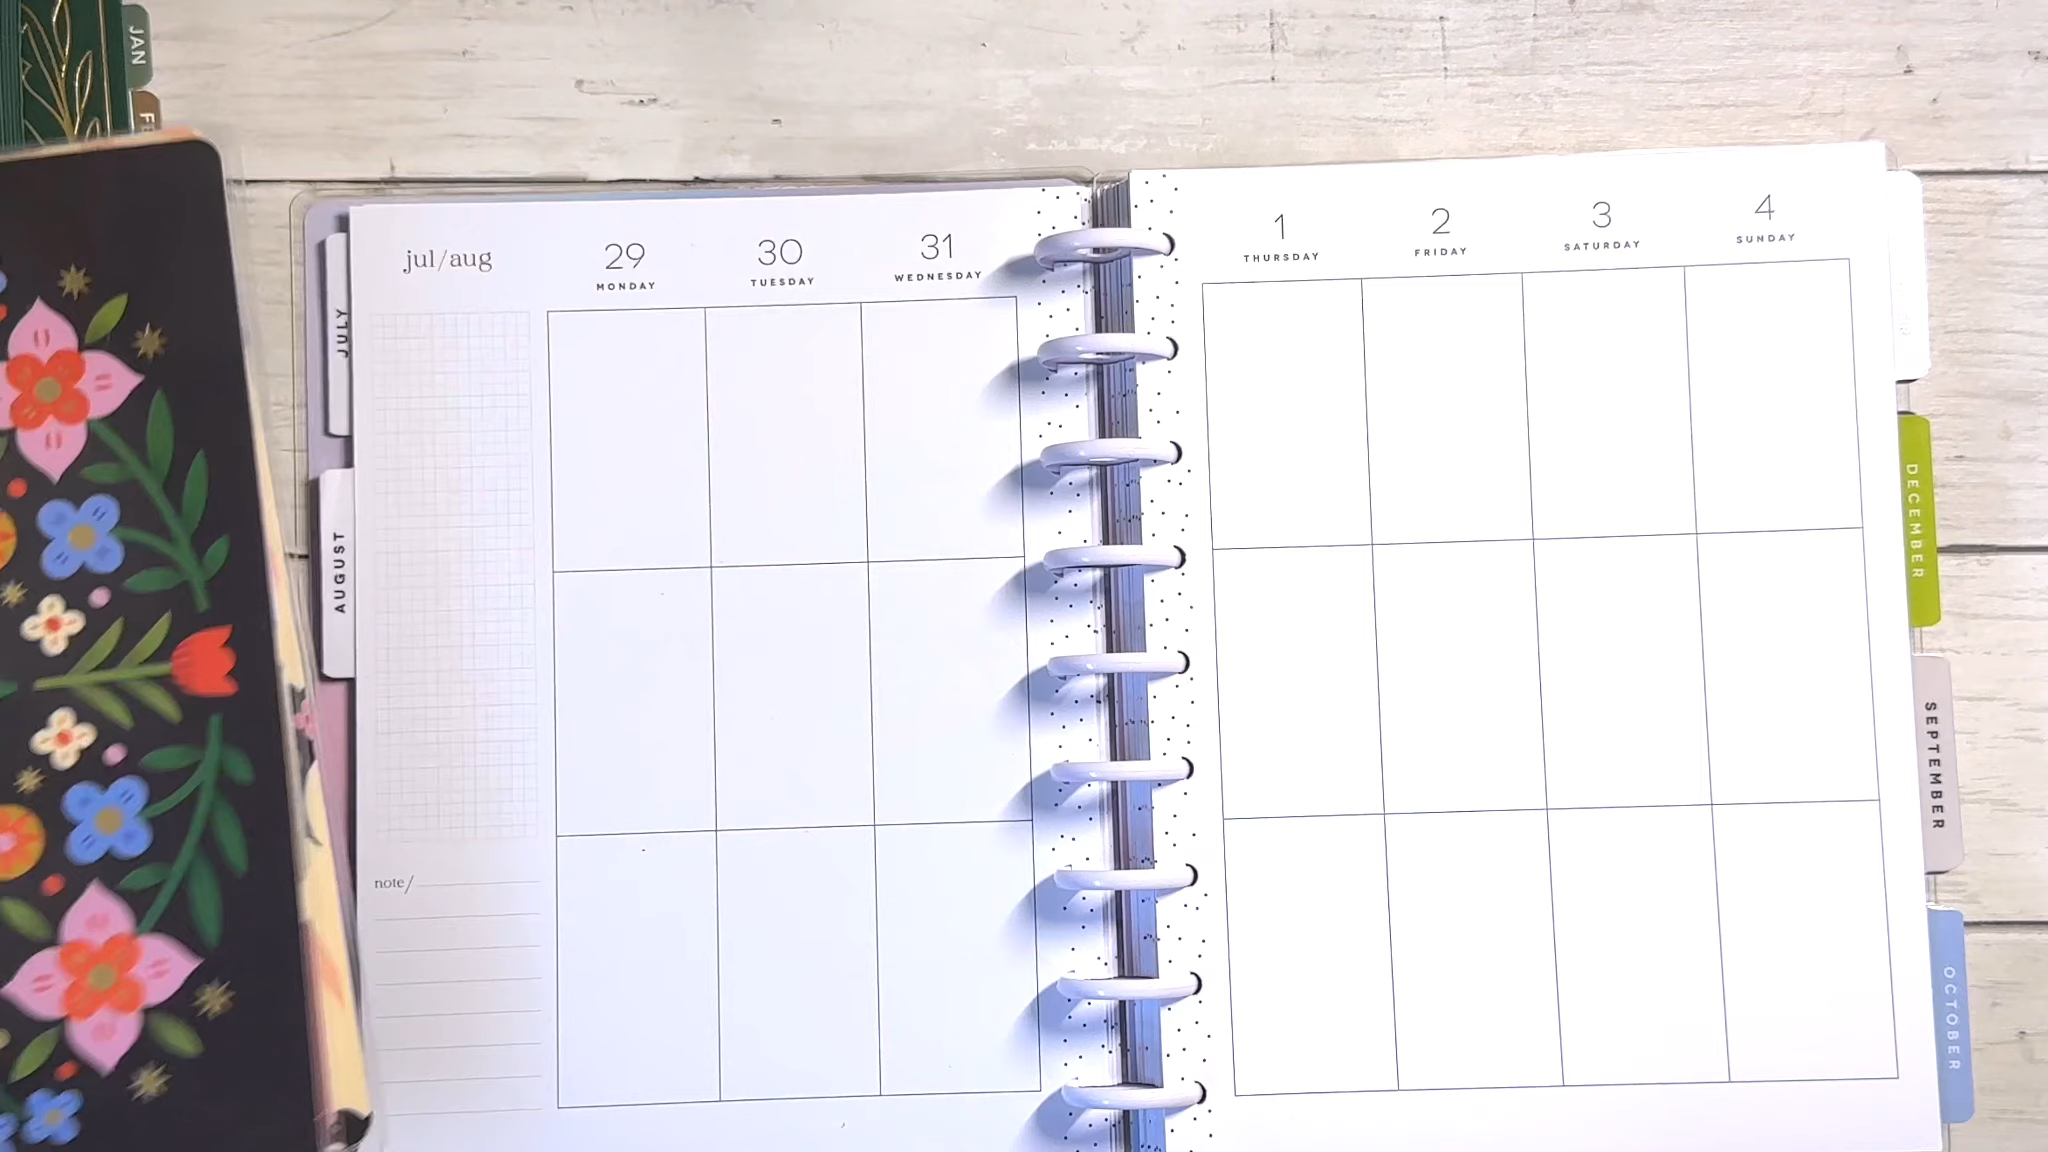 JAN
jul/aug
29 30 31
MONDAY TUESDAY WEDNESDAY
1 2 3 4
THURSDAY FRIDAY SATURDAY SUNDAY
JULY
AUGUST
note/
DECEMBER
SEPTEMBER
OCTOBER